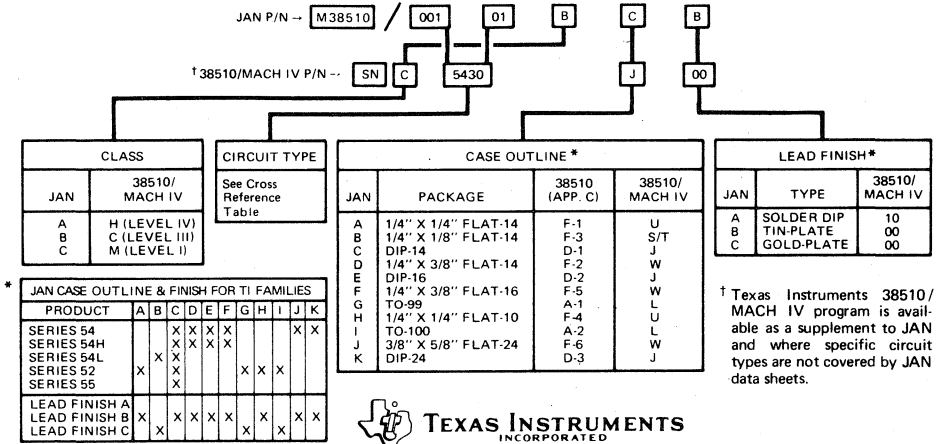 JAN P/N → M38510 / 001 01 B C B
†38510/MACH IV P/N → SN C 5430 J 00
CLASS
JAN 38510/ MACH IV
A H (LEVEL IV)
B C (LEVEL III)
C M (LEVEL I)
CIRCUIT TYPE
See Cross
Reference
Table
CASE OUTLINE*
JAN PACKAGE 38510 (APP. C) 38510/ MACH IV
A 1/4" X 1/4" FLAT-14 F-1 U
B 1/4" X 1/8" FLAT-14 F-3 S/T
C DIP-14 D-1 J
D 1/4" X 3/8" FLAT-14 F-2 W
E DIP-16 D-2 J
F 1/4" X 3/8" FLAT-16 F-5 W
G TO-99 A-1 L
H 1/4" X 1/4" FLAT-10 F-4 U
I TO-100 A-2 L
J 3/8" X 5/8" FLAT-24 F-6 W
K DIP-24 D-3 J
LEAD FINISH*
JAN TYPE 38510/ MACH IV
A SOLDER DIP 10
B TIN-PLATE 00
C GOLD-PLATE 00
* JAN CASE OUTLINE & FINISH FOR TI FAMILIES
PRODUCT A B C D E F G H I J K
SERIES 54 X X X X X X
SERIES 54H X X X X
SERIES 54L X X
SERIES 52 X X X X X
SERIES 55 X
LEAD FINISH A
LEAD FINISH B X X X X X X X X
LEAD FINISH C X X X
† Texas Instruments 38510/
MACH IV program is avail-
able as a supplement to JAN
and where specific circuit
types are not covered by JAN
data sheets.
TEXAS INSTRUMENTS
INCORPORATED